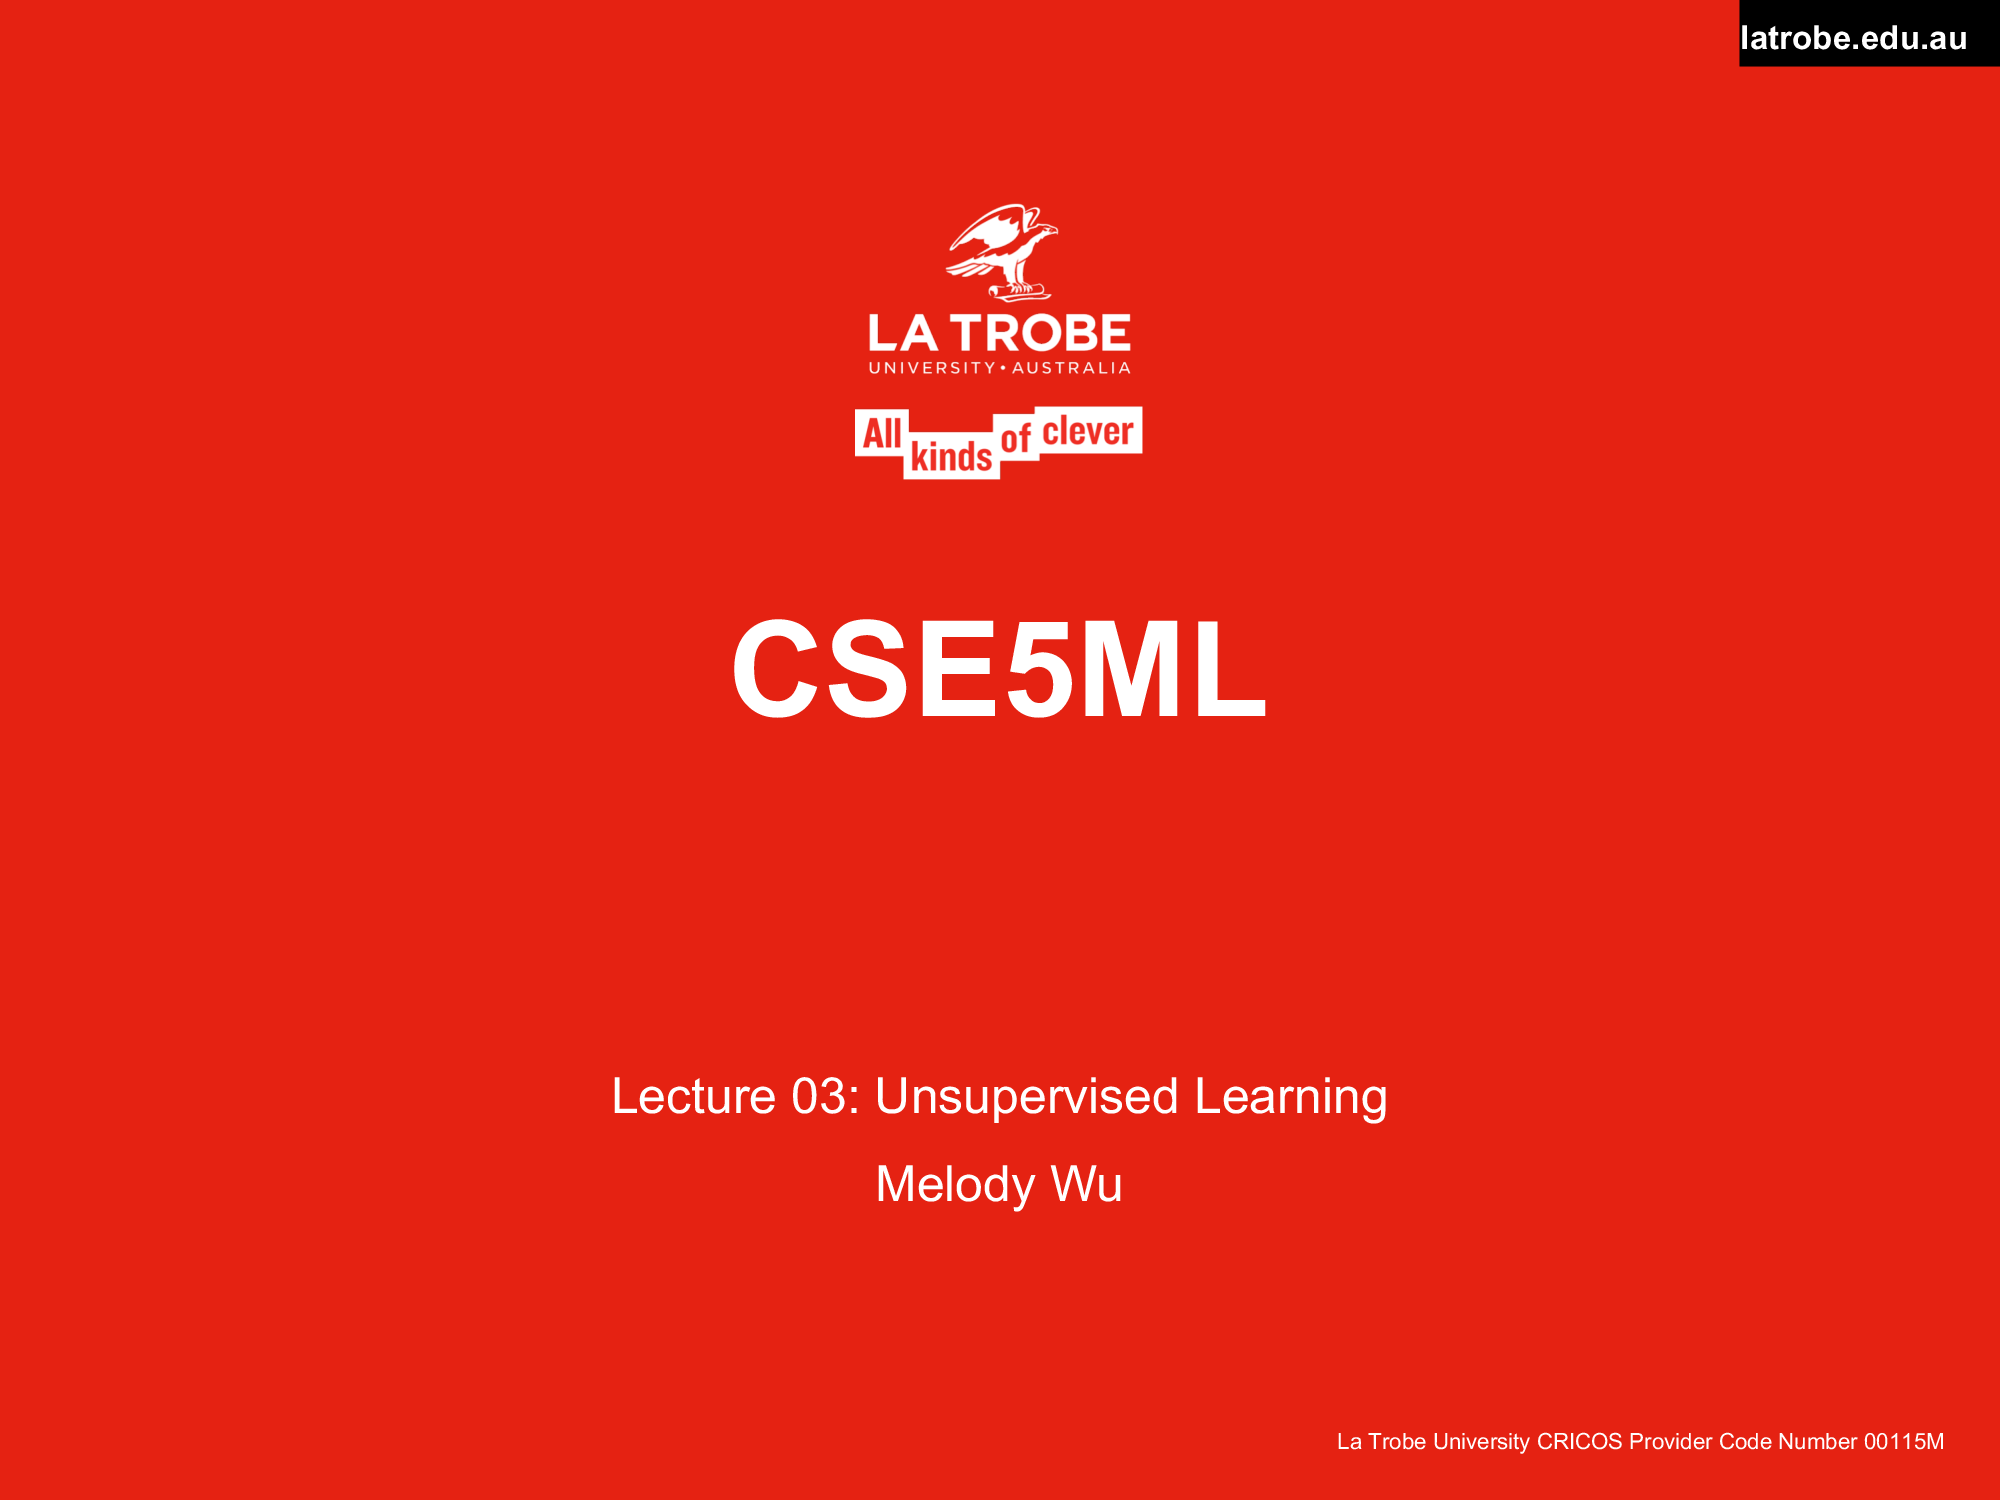 latrobe.edu.au
LA TROBE
UNIVERSITY • AUSTRALIA
All kinds of clever
CSE5ML
Lecture 03: Unsupervised Learning
Melody Wu
La Trobe University CRICOS Provider Code Number 00115M